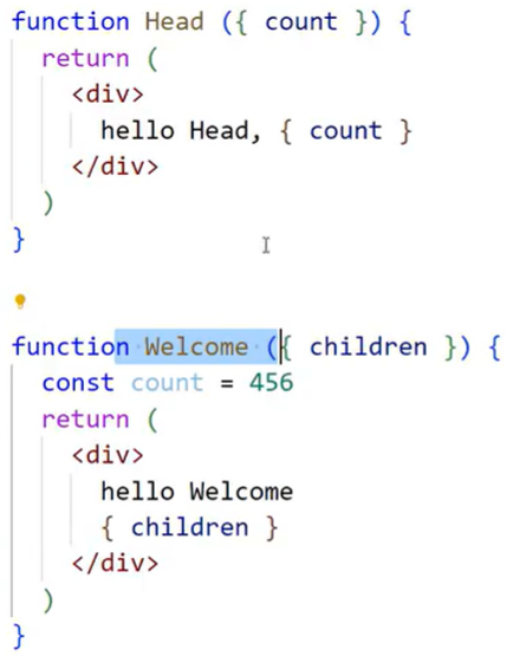 function Head ({ count }) {
return (
<div>
hello Head, { count }
</div>
)
}
function Welcome ({ children }) {
const count = 456
return (
<div>
hello Welcome
{ children }
</div>
)
}